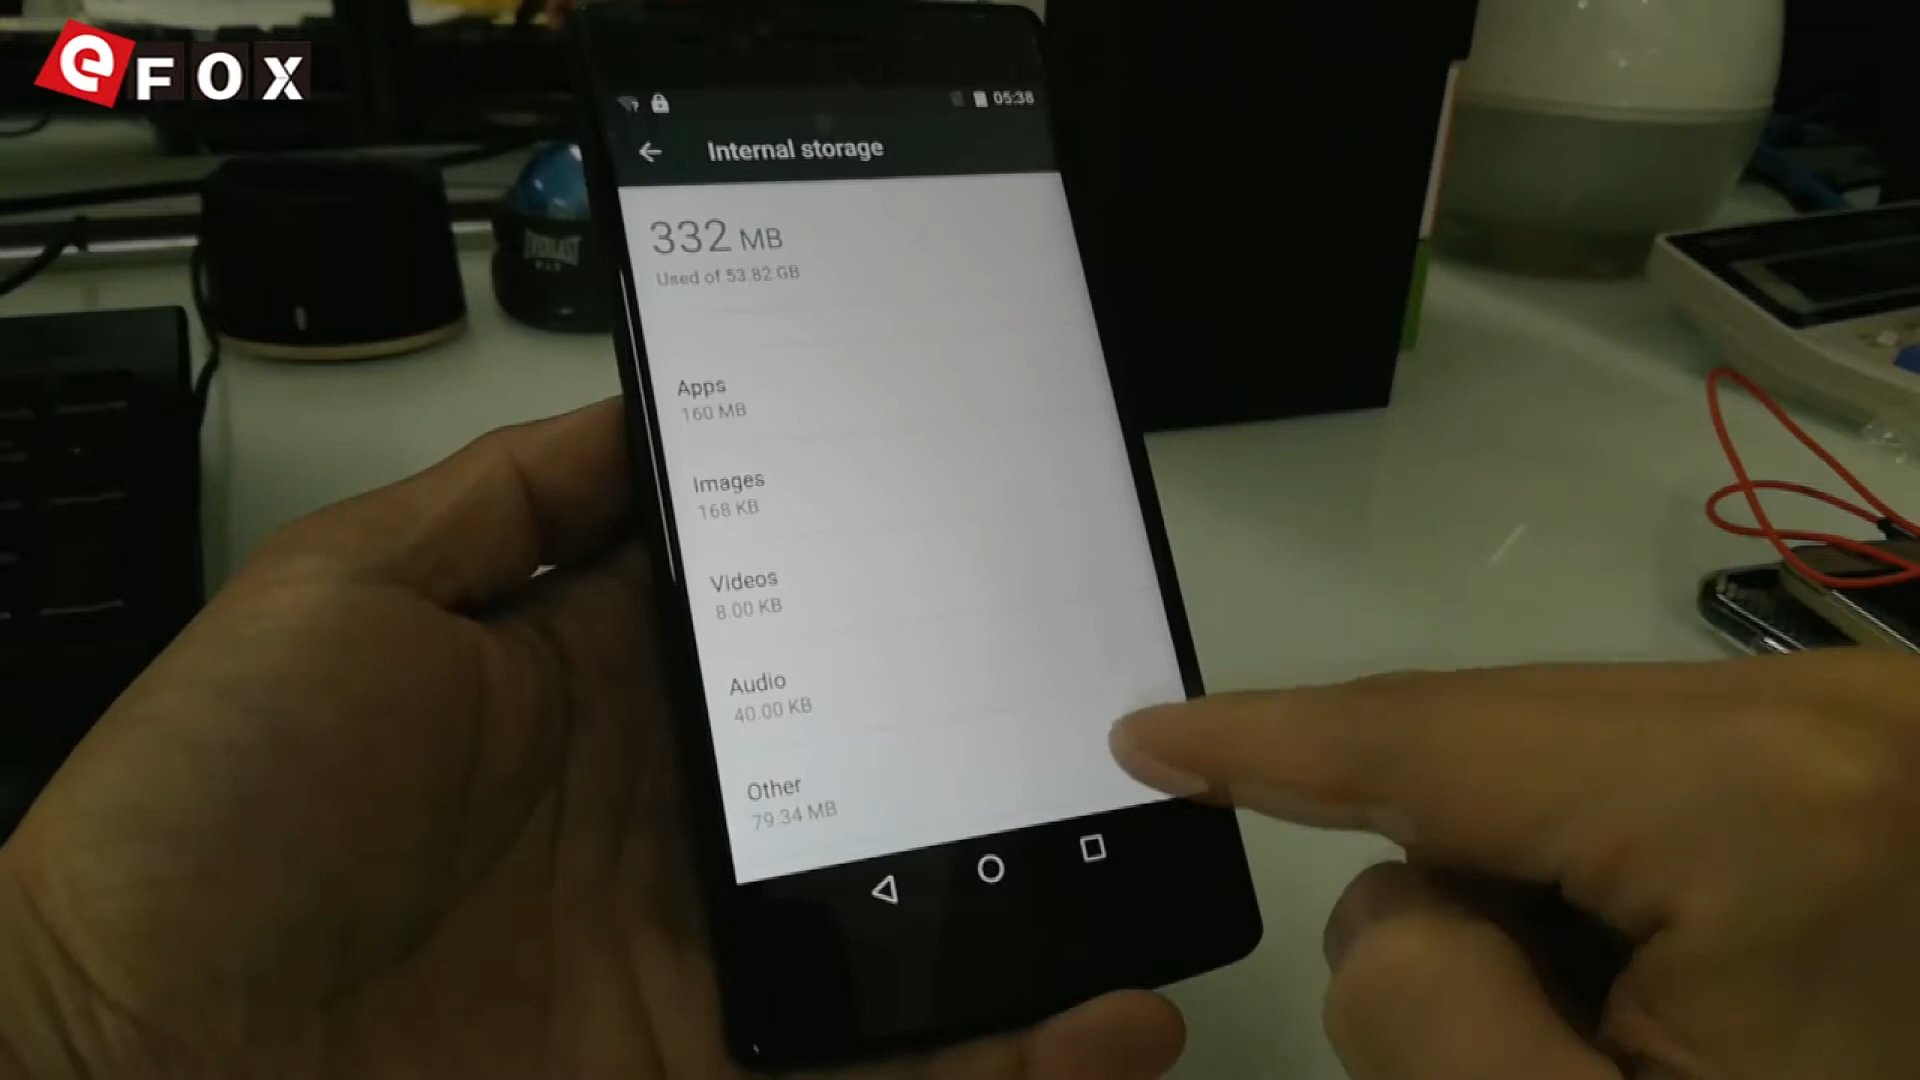 eFOX
05:38
Internal storage
332 MB
Used of 53.82 GB
EVERLAST
Apps
160 MB
Images
168 KB
Videos
8.00 KB
Audio
40.00 KB
Other
79.34 MB